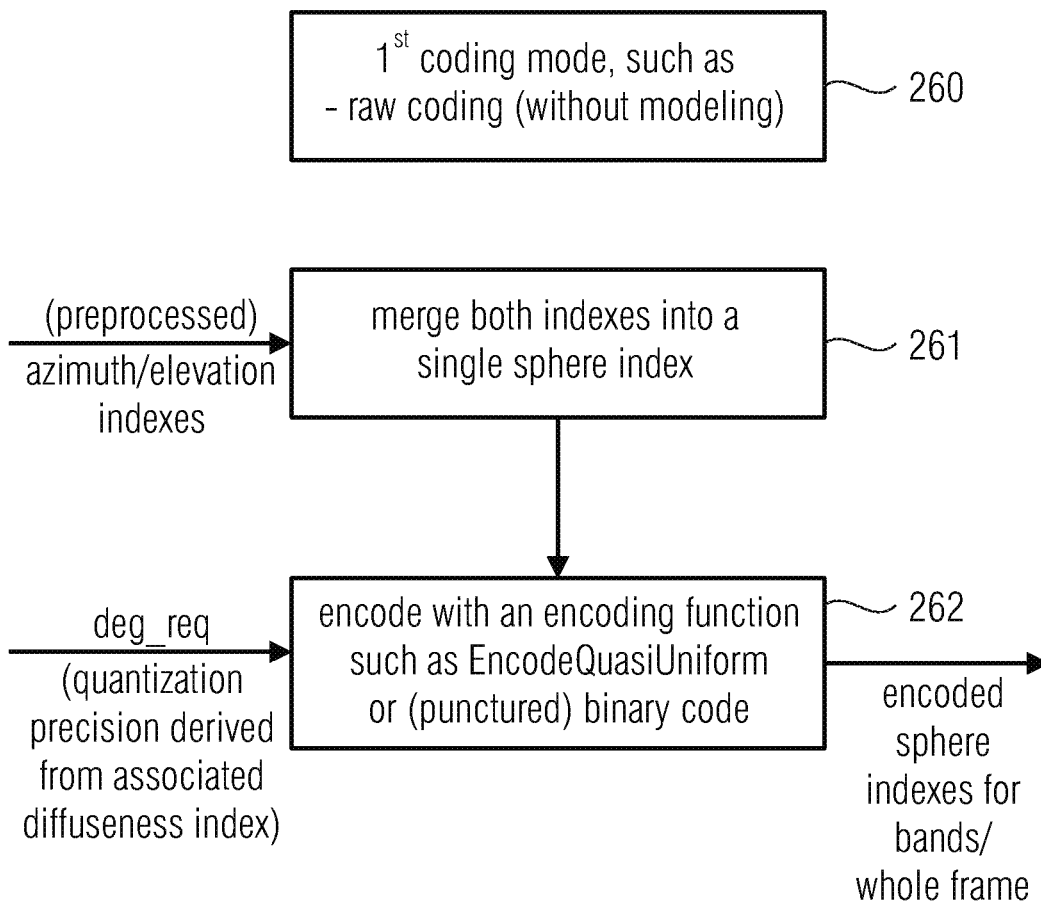 1st coding mode, such as
- raw coding (without modeling)
260
(preprocessed)
azimuth/elevation
indexes
merge both indexes into a
single sphere index
261
deg_req
(quantization
precision derived
from associated
diffuseness index)
encode with an encoding function
such as EncodeQuasiUniform
or (punctured) binary code
262
encoded
sphere
indexes for
bands/
whole frame